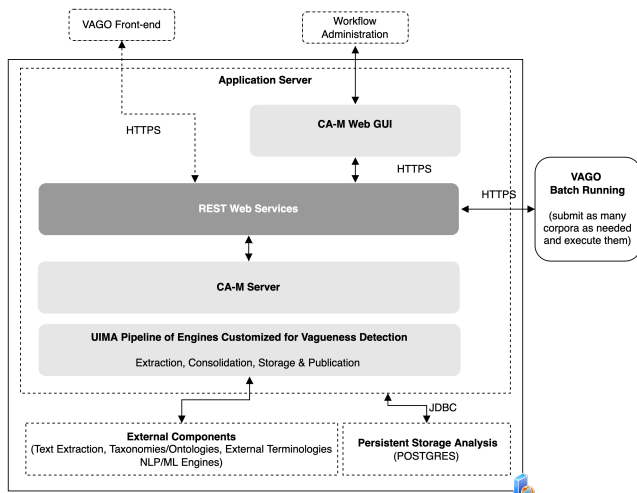 VAGO Front-end
Workflow
Administration
Application Server
CA-M Web GUI
HTTPS
HTTPS
HTTPS
REST Web Services
VAGO
Batch Running
(submit as many
corpora as needed
and execute them)
CA-M Server
UIMA Pipeline of Engines Customized for Vagueness Detection
Extraction, Consolidation, Storage & Publication
JDBC
External Components
(Text Extraction, Taxonomies/Ontologies, External Terminologies
NLP/ML Engines)
Persistent Storage Analysis
(POSTGRES)